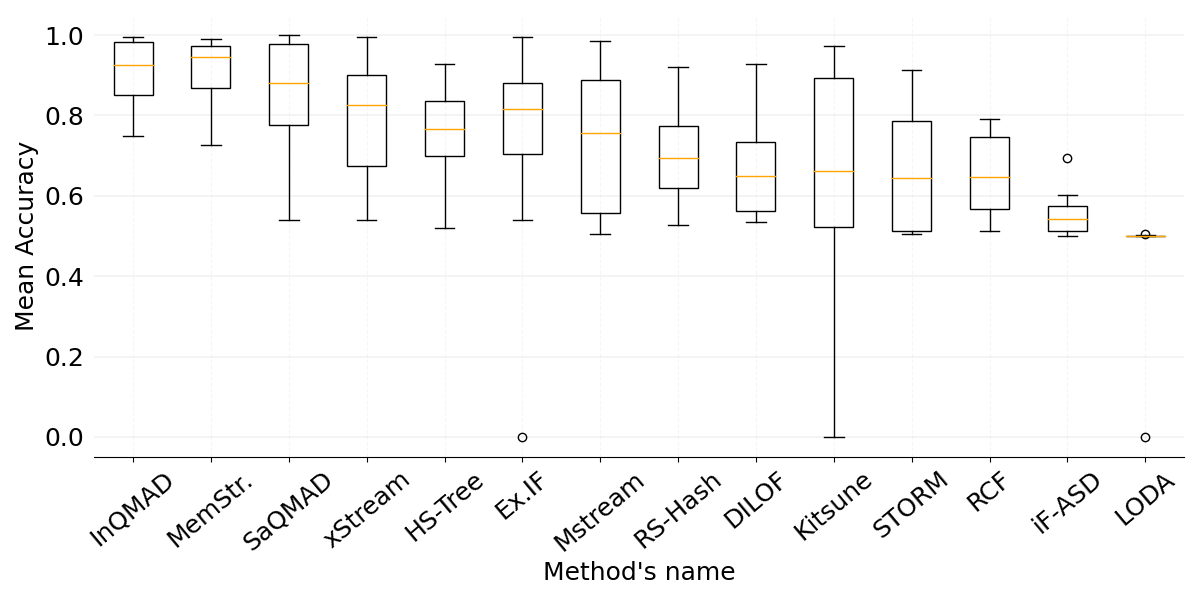 Mean Accuracy
1.0
0.8
0.6
0.4
0.2
0.0
InQMAD
MemStr.
SaQMAD
xStream
HS-Tree
Ex.IF
Mstream
RS-Hash
DILOF
Kitsune
STORM
RCF
iF-ASD
LODA
Method's name